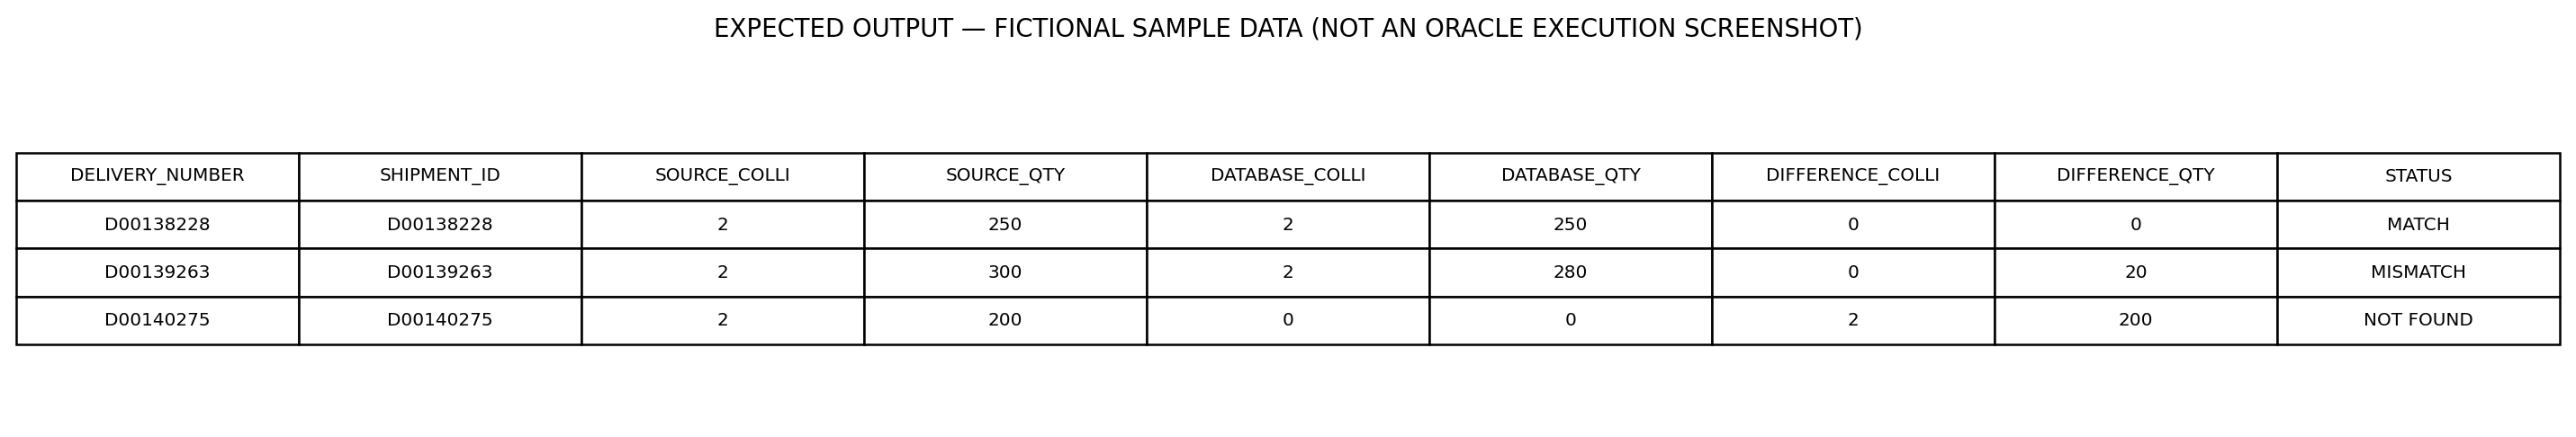 EXPECTED OUTPUT — FICTIONAL SAMPLE DATA (NOT AN ORACLE EXECUTION SCREENSHOT)
DELIVERY_NUMBER SHIPMENT_ID SOURCE_COLLI SOURCE_QTY DATABASE_COLLI DATABASE_QTY DIFFERENCE_COLLI DIFFERENCE_QTY STATUS
D00138228 D00138228 2 250 2 250 0 0 MATCH
D00139263 D00139263 2 300 2 280 0 20 MISMATCH
D00140275 D00140275 2 200 0 0 2 200 NOT FOUND